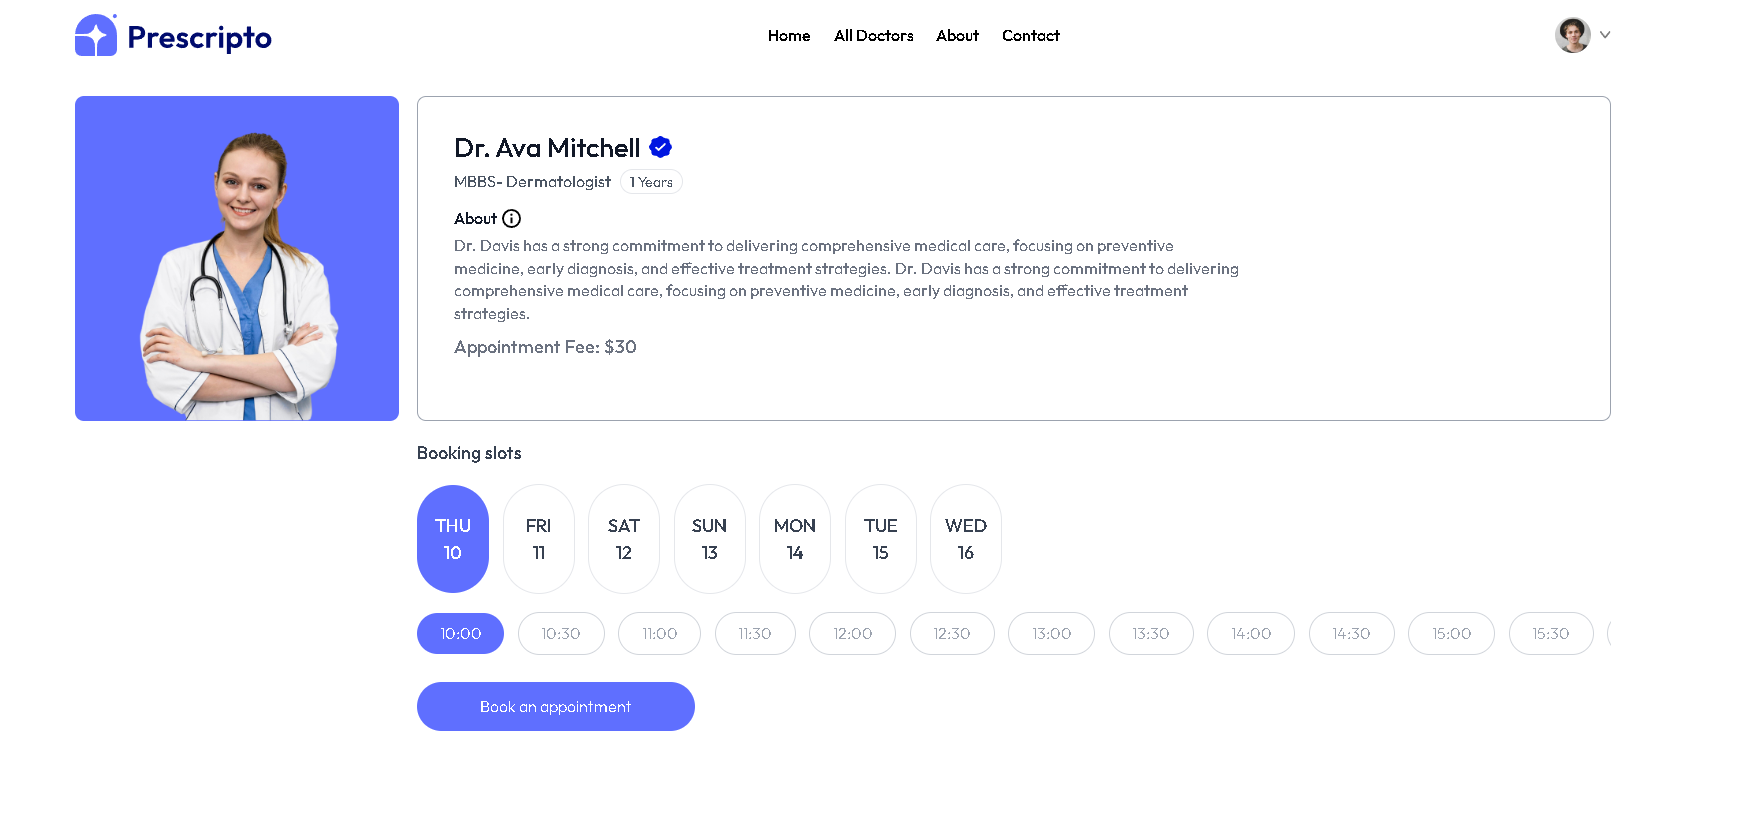 Prescripto
Home All Doctors About Contact
Dr. Ava Mitchell
MBBS- Dermatologist 1 Years
About
Dr. Davis has a strong commitment to delivering comprehensive medical care, focusing on preventive
medicine, early diagnosis, and effective treatment strategies. Dr. Davis has a strong commitment to delivering
comprehensive medical care, focusing on preventive medicine, early diagnosis, and effective treatment
strategies.
Appointment Fee: $30
Booking slots
THU FRI SAT SUN MON TUE WED
10 11 12 13 14 15 16
10:00 10:30 11:00 11:30 12:00 12:30 13:00 13:30 14:00 14:30 15:00 15:30
Book an appointment